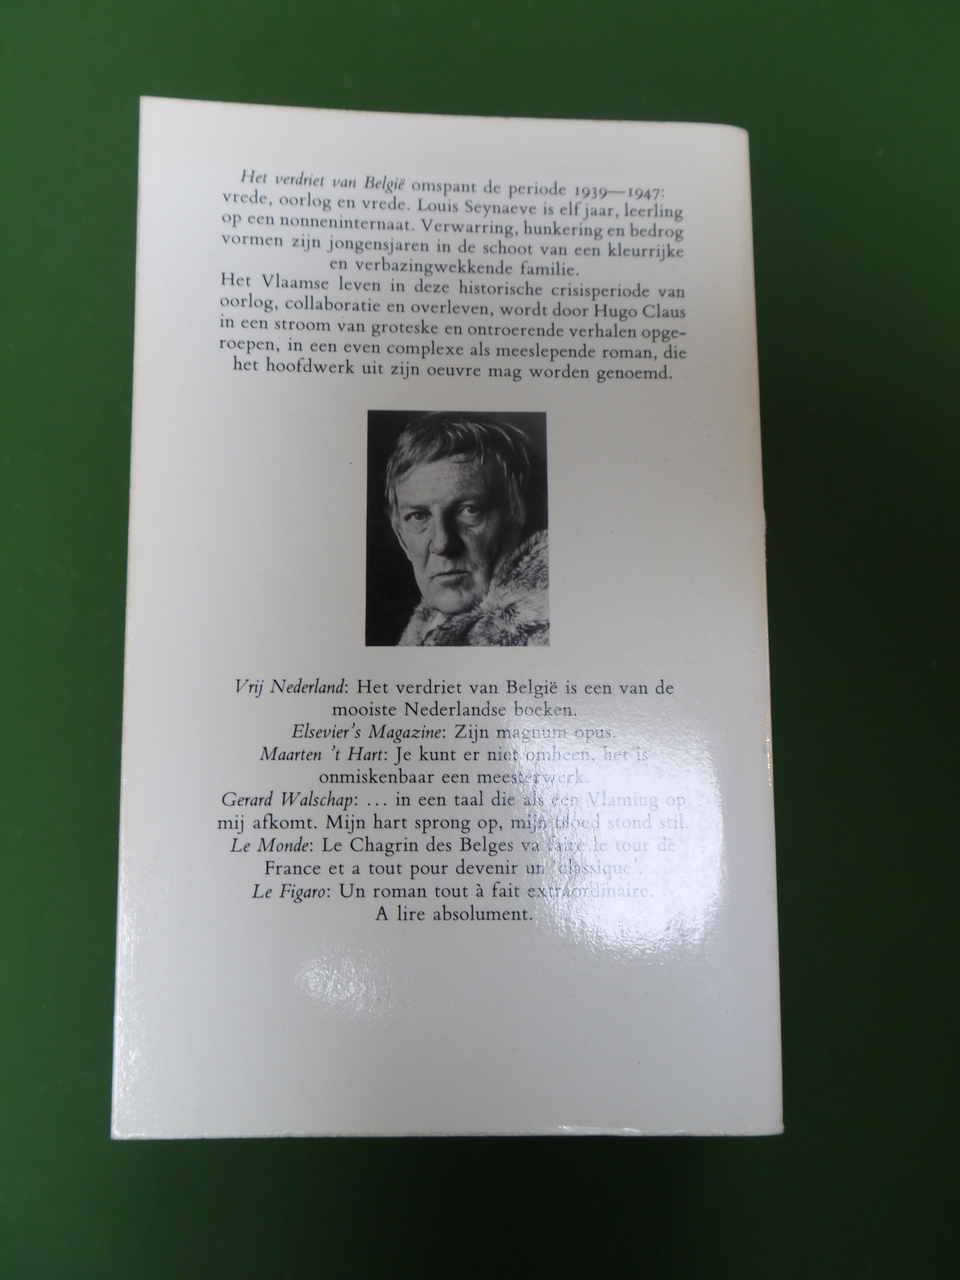 Het verdriet van België omspant de periode 1939—1947:
vrede, oorlog en vrede. Louis Seynaeve is elf jaar, leerling
op een nonneninternaat. Verwarring, hunkering en bedrog
vormen zijn jongensjaren in de schoot van een kleurrijke
en verbazingwekkende familie.
Het Vlaamse leven in deze historische crisisperiode van
oorlog, collaboratie en overleven, wordt door Hugo Claus
in een stroom van groteske en ontroerende verhalen opge-
roepen, in een even complexe als meeslepende roman, die
het hoofdwerk uit zijn oeuvre mag worden genoemd.
Vrij Nederland: Het verdriet van België is een van de
mooiste Nederlandse boeken.
Elsevier's Magazine: Zijn magnum opus.
Maarten 't Hart: Je kunt er niet omheen, het is
onmiskenbaar een meesterwerk.
Gerard Walschap: ... in een taal die als een Vlaming op
mij afkomt. Mijn hart sprong op, mijn bloed stond stil.
Le Monde: Le Chagrin des Belges va faire le tour de
France et a tout pour devenir un 'classique'.
Le Figaro: Un roman tout à fait extraordinaire.
A lire absolument.